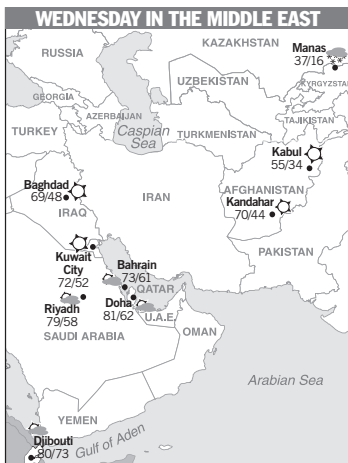 WEDNESDAY IN THE MIDDLE EAST
KAZAKHSTAN
RUSSIA
Manas
37/16
UZBEKISTAN
KYRGYZSTAN
GEORGIA
AZERBAIJAN
TAJIKISTAN
TURKEY
Caspian
Sea
TURKMENISTAN
Kabul
55/34
Baghdad
69/48
IRAQ
IRAN
AFGHANISTAN
Kandahar
70/44
PAKISTAN
Kuwait
City
72/52
Bahrain
73/61
QATAR
Doha
81/62
U.A.E.
Riyadh
79/58
SAUDI ARABIA
OMAN
Arabian Sea
YEMEN
Djibouti
80/73
Gulf of Aden